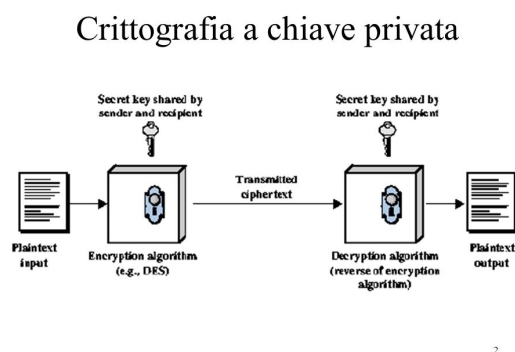 Crittografia a chiave privata
Secret key shared by
sender and recipient
Secret key shared by
sender and recipient
Transmitted
ciphertext
Plaintext
input
Encryption algorithm
(e.g., DES)
Decryption algorithm
(reverse of encryption
algorithm)
Plaintext
output
2